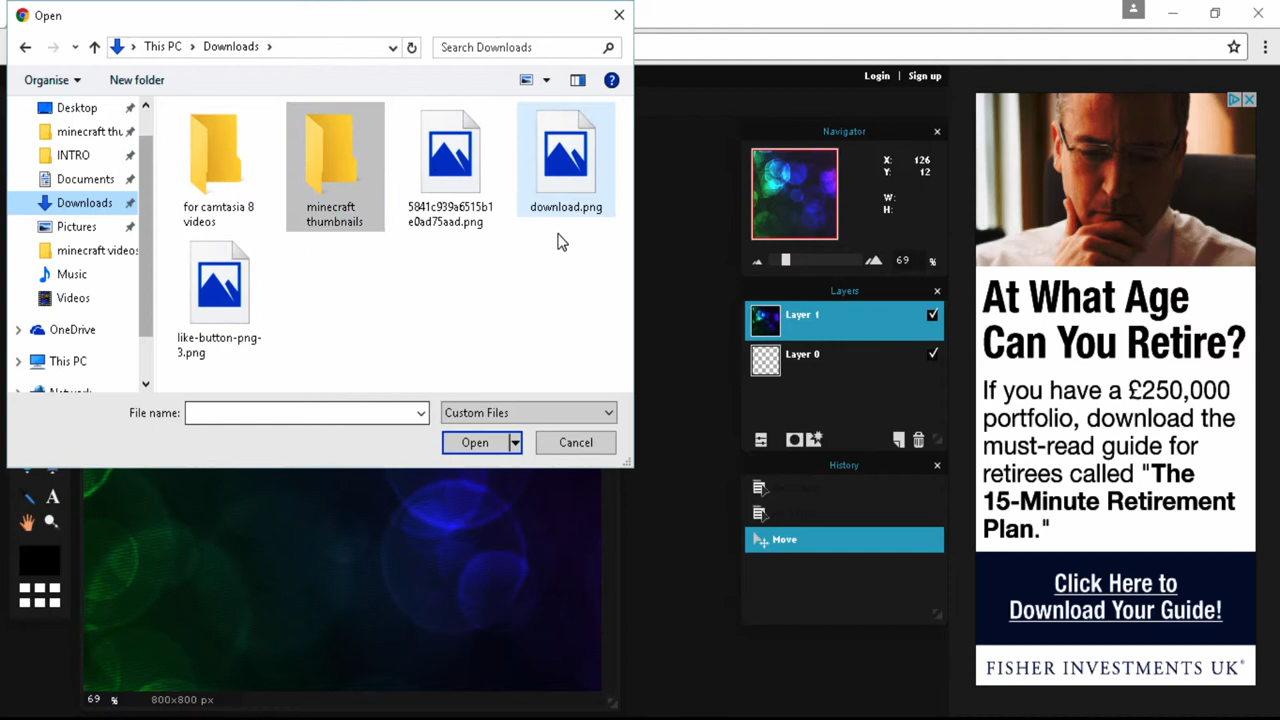 Open
This PC
Downloads
Search Downloads
Organise
New folder
Desktop
minecraft thu
INTRO
Documents
Downloads
Pictures
minecraft videos
Music
Videos
OneDrive
This PC
for camtasia 8
videos
minecraft
thumbnails
5841c939a6515b1
e0ad75aad.png
download.png
like-button-png-
3.png
File name:
Custom Files
Open
Cancel
Login
Sign up
Navigator
X: 126
Y: 12
W:
H:
69 %
Layers
Layer 1
Layer 0
History
Move
A
69 %
800x800 px
At What Age
Can You Retire?
If you have a £250,000
portfolio, download the
must-read guide for
retirees called "The
15-Minute Retirement
Plan."
Click Here to
Download Your Guide!
FISHER INVESTMENTS UK®